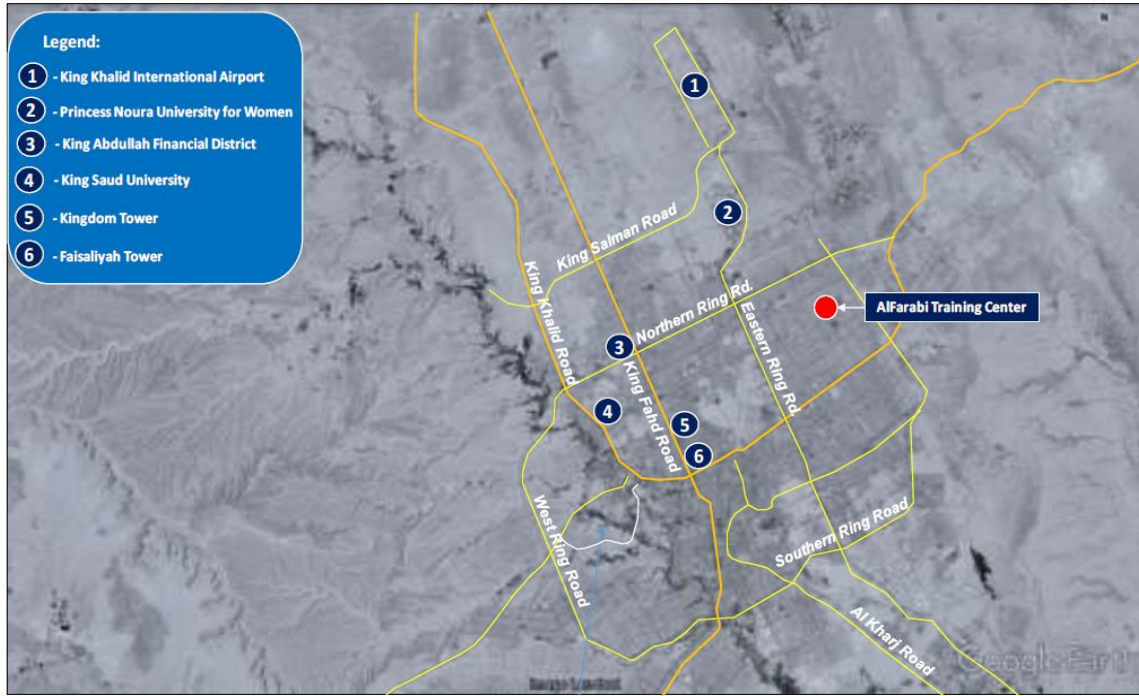 Legend:
1 - King Khalid International Airport
2 - Princess Noura University for Women
3 - King Abdullah Financial District
4 - King Saud University
5 - Kingdom Tower
6 - Faisaliyah Tower
N
1
2
King Salman Road
King Khalid Road
Northern Ring Rd.
Eastern Ring Rd.
AlFarabi Training Center
3
King Fahd Road
4
5
6
West Ring Road
Southern Ring Road
Al Kharj Road
Google Earth